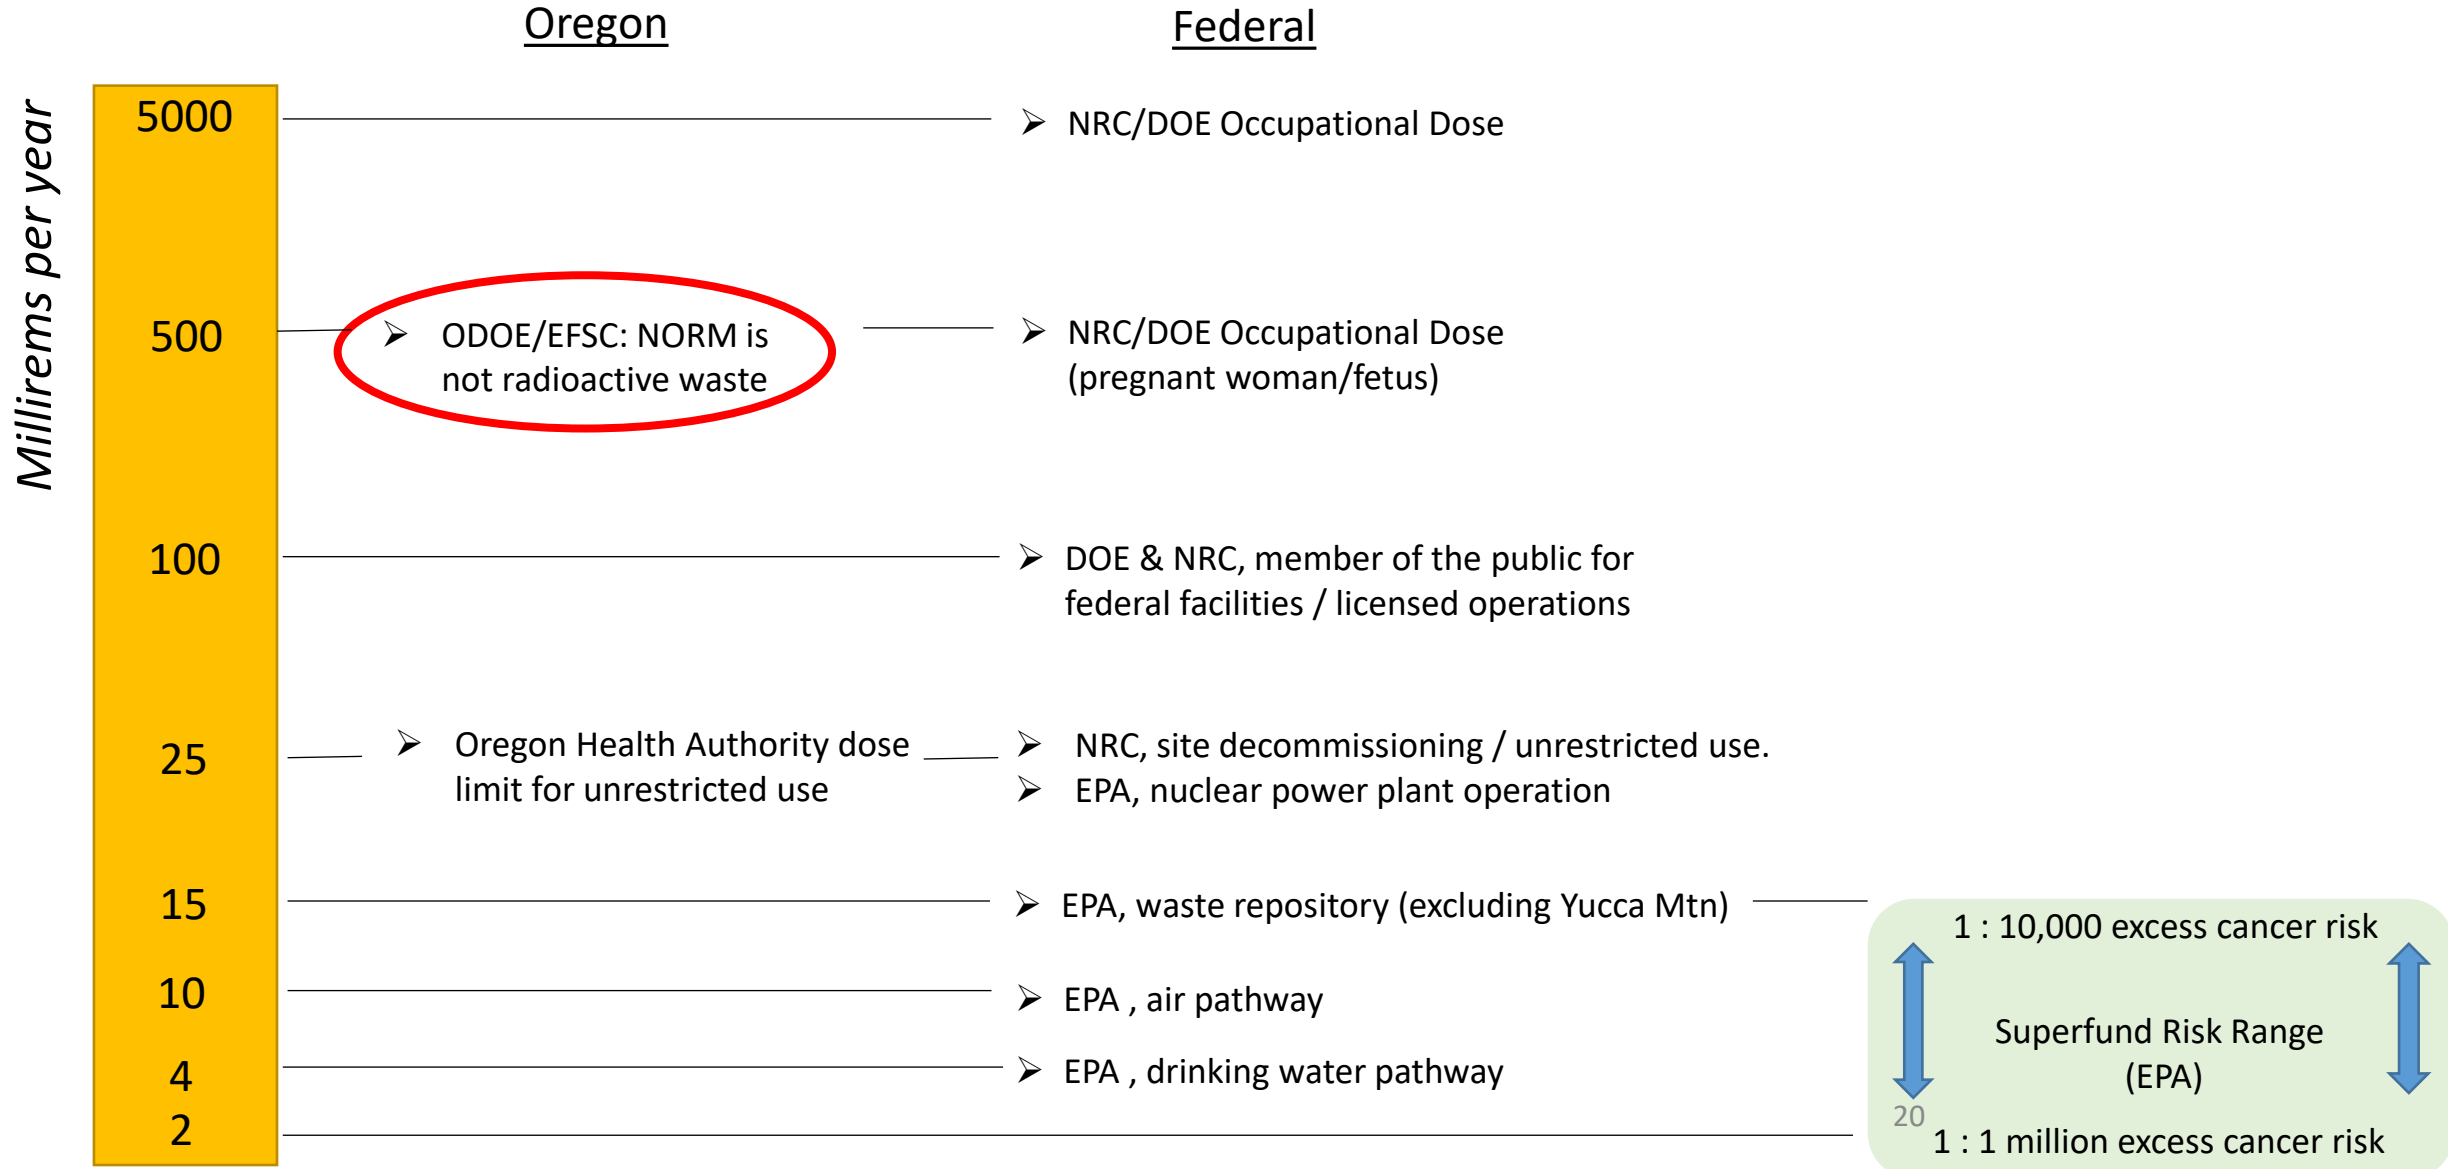 Oregon
Federal
Millirems per year
5000
➢ NRC/DOE Occupational Dose
500
➢ ODOE/EFSC: NORM is
not radioactive waste
➢ NRC/DOE Occupational Dose
(pregnant woman/fetus)
100
➢ DOE & NRC, member of the public for
federal facilities / licensed operations
25
➢ Oregon Health Authority dose
limit for unrestricted use
➢ NRC, site decommissioning / unrestricted use.
➢ EPA, nuclear power plant operation
15
➢ EPA, waste repository (excluding Yucca Mtn)
1 : 10,000 excess cancer risk
10
➢ EPA , air pathway
Superfund Risk Range
(EPA)
4
➢ EPA , drinking water pathway
2
20
1 : 1 million excess cancer risk